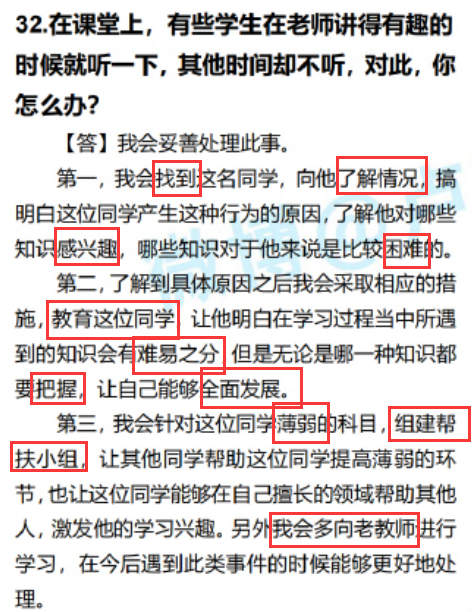 32.在课堂上，有些学生在老师讲得有趣的
时候就听一下，其他时间却不听，对此，你
怎么办？
【答】我会妥善处理此事。
第一，我会找到这名同学，向他了解情况，搞
明白这位同学产生这种行为的原因，了解他对哪些
知识感兴趣，哪些知识对于他来说是比较困难的。
第二，了解到具体原因之后我会采取相应的措
施，教育这位同学 让他明白在学习过程当中所遇
到的知识会有难易之分 但是无论是哪一种知识都
要把握，让自己能够全面发展。
第三，我会针对这位同学薄弱的科目，组建帮
扶小组，让其他同学帮助这位同学提高薄弱的环
节，也让这位同学能够在自己擅长的领域帮助其他
人，激发他的学习兴趣。另外我会多向老教师进行
学习，在今后遇到此类事件的时候能够更好地处
理。
微博@卢